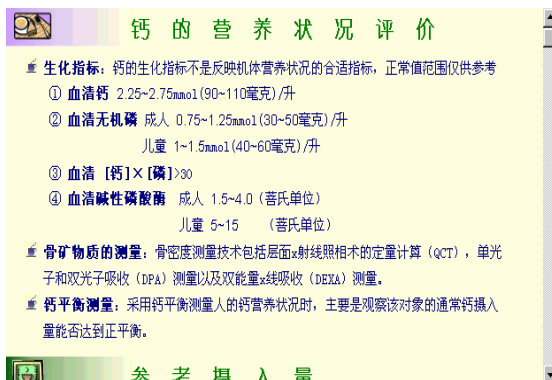 钙的营养状况评价
生化指标：钙的生化指标不是反映机体营养状况的合适指标，正常值范围仅供参考
① 血清钙 2.25~2.75mmol(90~110毫克)/升
② 血清无机磷 成人 0.75~1.25mmol(30~50毫克)/升
儿童 1~1.5mmol(40~60毫克)/升
③ 血清 [钙]×[磷]>30
④ 血清碱性磷酸酶 成人 1.5~4.0（菩氏单位）
儿童 5~15 （菩氏单位）
骨矿物质的测量：骨密度测量技术包括层面x射线照相术的定量计算（QCT），单光
子和双光子吸收（DPA）测量以及双能量x线吸收（DEXA）测量。
钙平衡测量：采用钙平衡测量人的钙营养状况时，主要是观察该对象的通常钙摄入
量能否达到正平衡。
参考摄入量